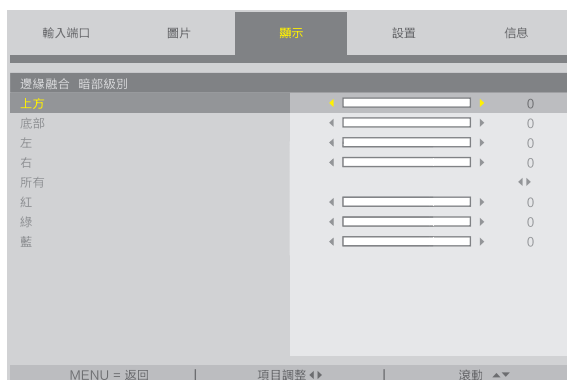 輸入端口 圖片 顯示 設置 信息
邊緣融合 暗部級別
上方 0
底部 0
左 0
右 0
所有
紅 0
綠 0
藍 0
MENU = 返回 | 項目調整 | 滾動